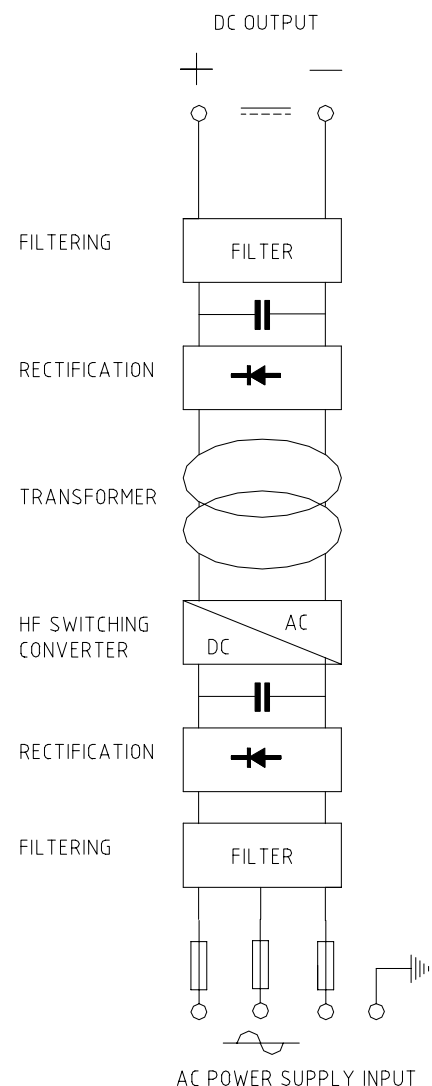 DC OUTPUT
+ −
FILTERING
FILTER
RECTIFICATION
TRANSFORMER
HF SWITCHING
CONVERTER
AC
DC
RECTIFICATION
FILTERING
FILTER
AC POWER SUPPLY INPUT